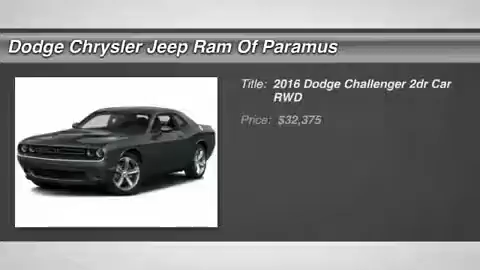 Dodge Chrysler Jeep Ram Of Paramus
Title: 2016 Dodge Challenger 2dr Car
RWD
Price: $32,375